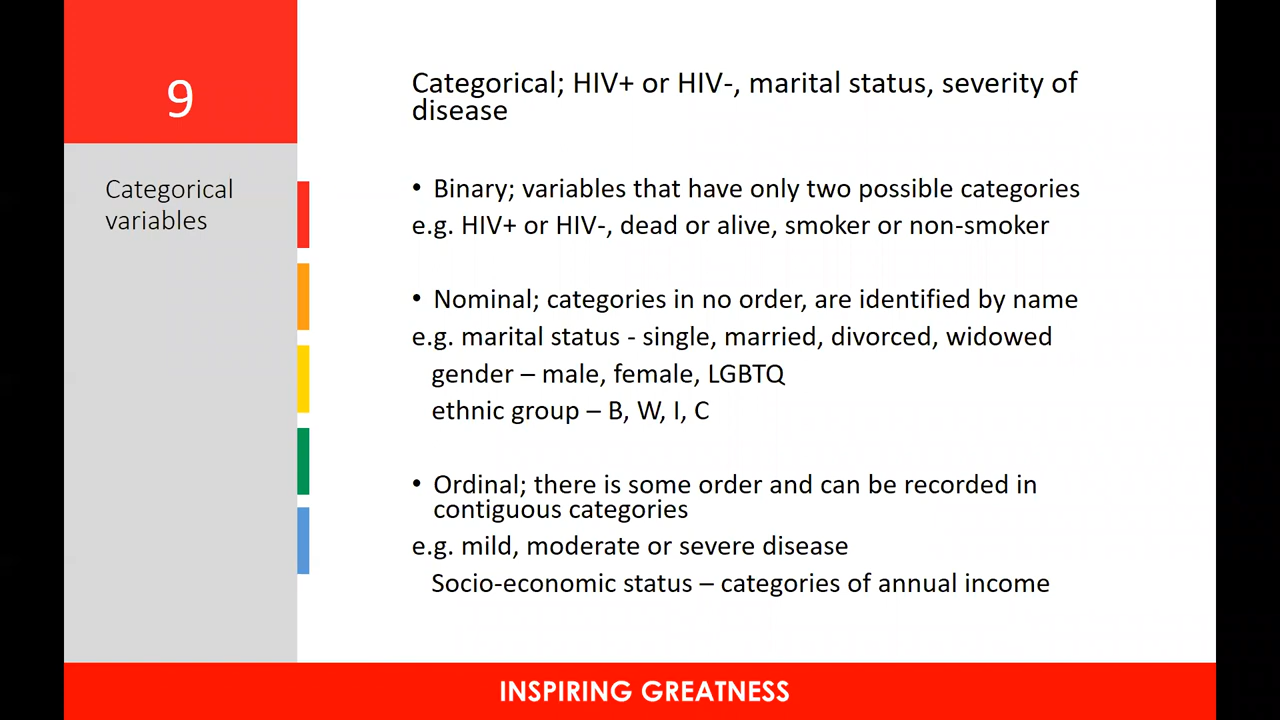 9
Categorical
variables
Categorical; HIV+ or HIV-, marital status, severity of
disease
• Binary; variables that have only two possible categories
e.g. HIV+ or HIV-, dead or alive, smoker or non-smoker
• Nominal; categories in no order, are identified by name
e.g. marital status - single, married, divorced, widowed
gender – male, female, LGBTQ
ethnic group – B, W, I, C
• Ordinal; there is some order and can be recorded in
contiguous categories
e.g. mild, moderate or severe disease
Socio-economic status – categories of annual income
INSPIRING GREATNESS